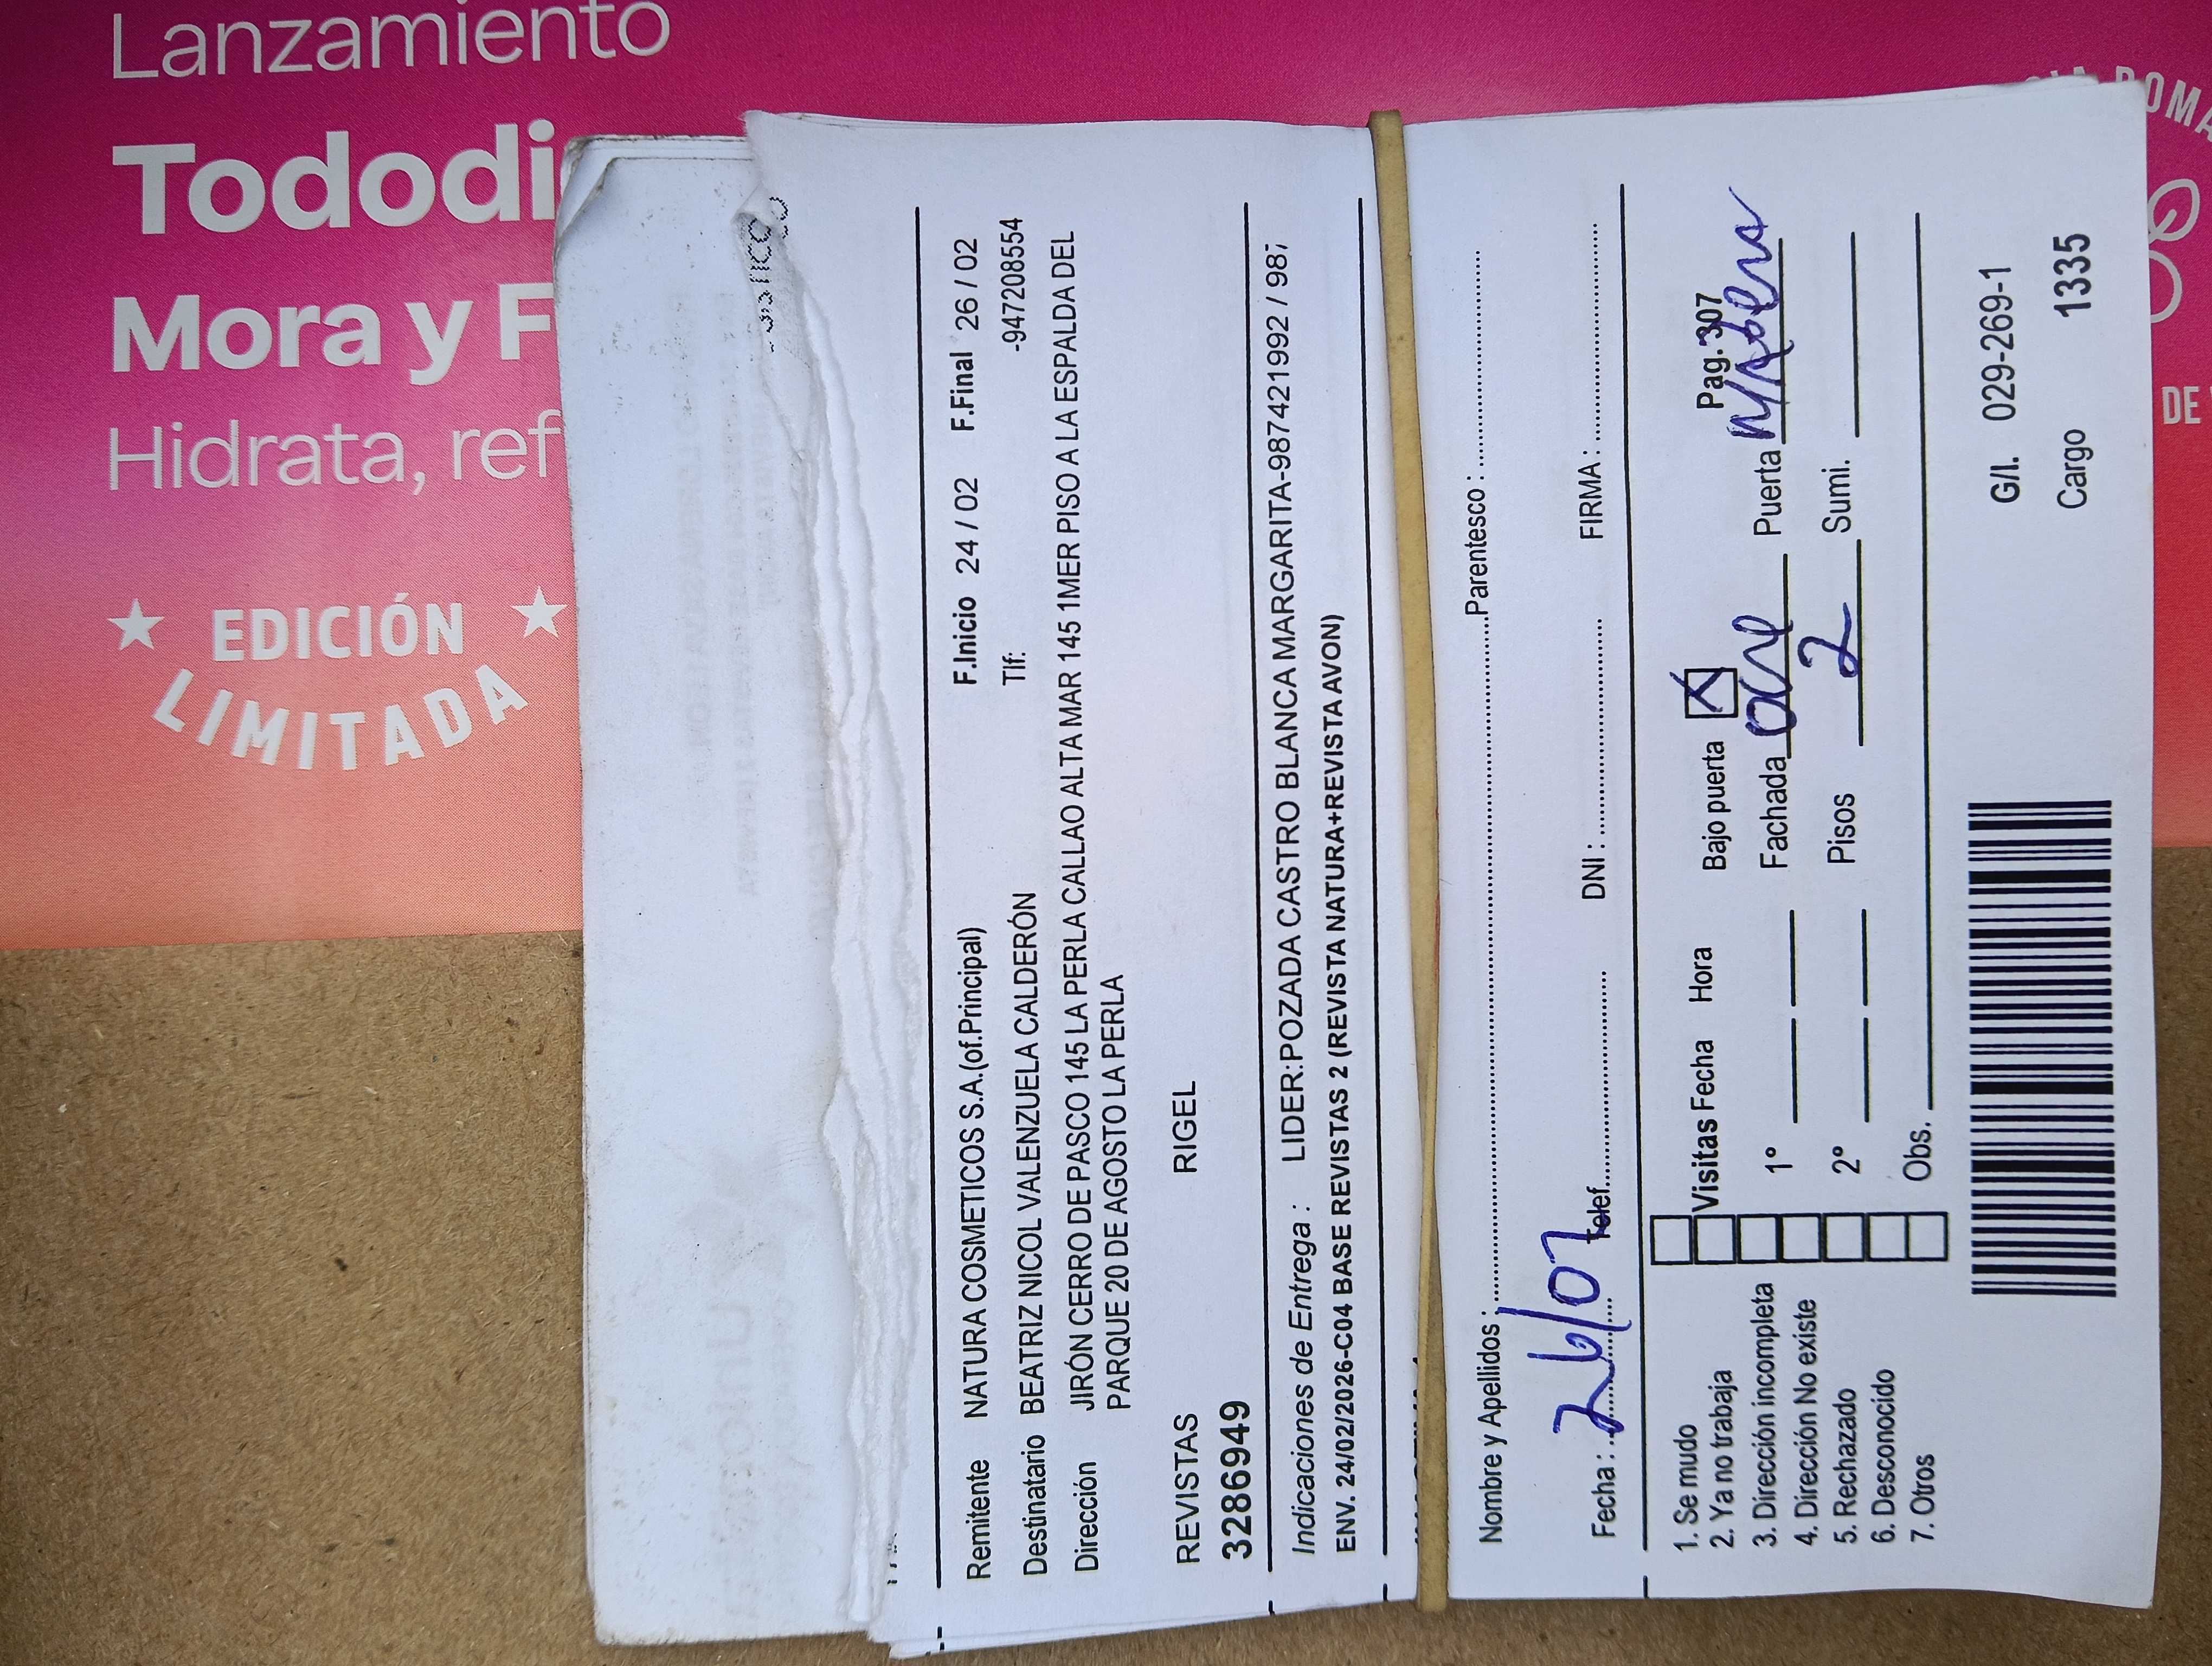 Lanzamiento
Tododi
Mora y F
Hidrata, ref
EDICIÓN
LIMITADA
DE
F.Inicio 24 / 02 F.Final 26 / 02
Remitente NATURA COSMETICOS S.A.(of.Principal)
Tlf: -947208554
Destinatario BEATRIZ NICOL VALENZUELA CALDERÓN
Dirección JIRÓN CERRO DE PASCO 145 LA PERLA CALLAO ALTA MAR 145 1MER PISO A LA ESPALDA DEL
PARQUE 20 DE AGOSTO LA PERLA
REVISTAS RIGEL
3286949
Indicaciones de Entrega : LIDER:POZADA CASTRO BLANCA MARGARITA-987421992 / 987
ENV. 24/02/2026-C04 BASE REVISTAS 2 (REVISTA NATURA+REVISTA AVON)
Nombre y Apellidos : Parentesco :
Fecha : 26/02 Telef. DNI : FIRMA :
1. Se mudo
2. Ya no trabaja
3. Dirección incompleta
4. Dirección No existe
5. Rechazado
6. Desconocido
7. Otros
Visitas Fecha Hora Bajo puerta X Pag. 307
1º Fachada Puerta Madera
2º Pisos 2 Sumi.
Obs.
G/I. 029-269-1
Cargo 1335